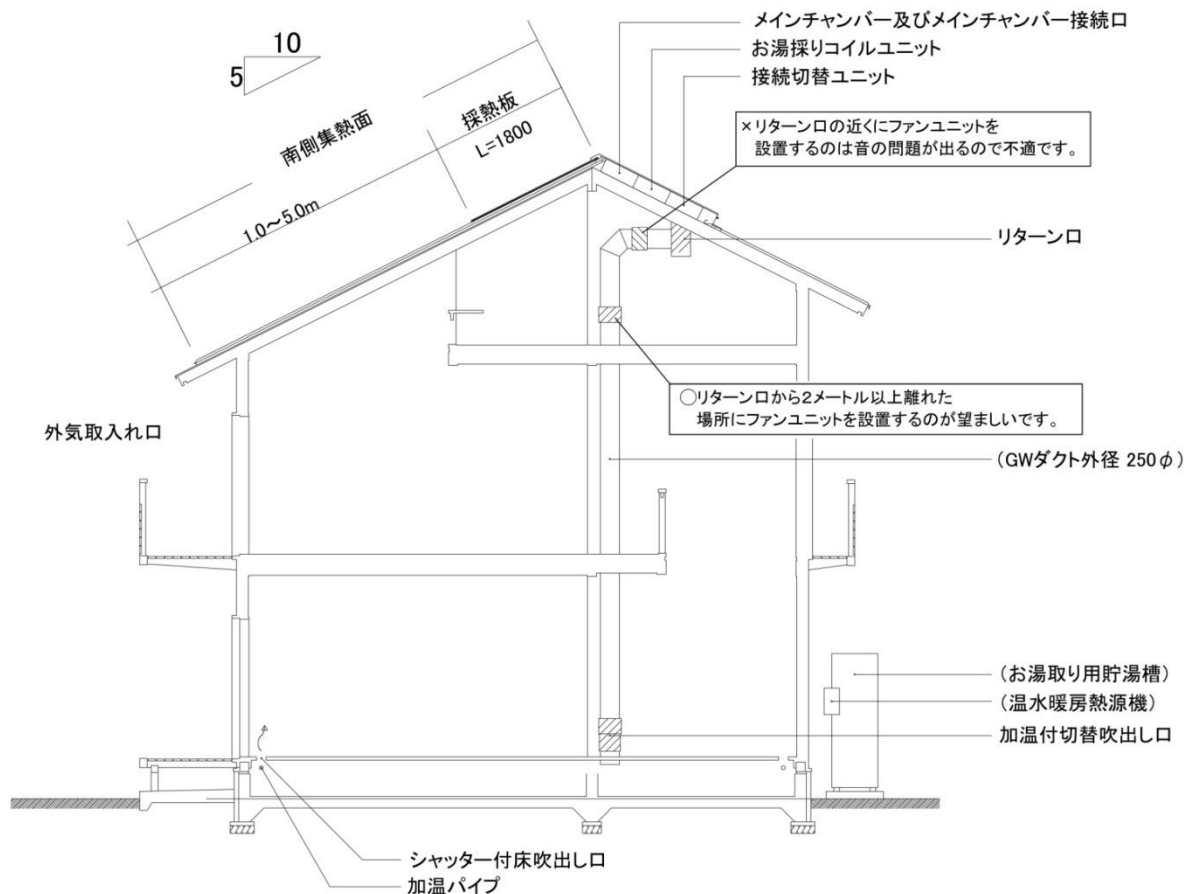 メインチャンバー及びメインチャンバー接続口
お湯採りコイルユニット
接続切替ユニット
10
5
南側集熱面
採熱板
L=1800
1.0〜5.0m
×リターン口の近くにファンユニットを
設置するのは音の問題が出るので不適です。
リターン口
○リターン口から2メートル以上離れた
場所にファンユニットを設置するのが望ましいです。
外気取入れ口
(GWダクト外径 250φ)
(お湯取り用貯湯槽)
(温水暖房熱源機)
加温付切替吹出し口
シャッター付床吹出し口
加温パイプ